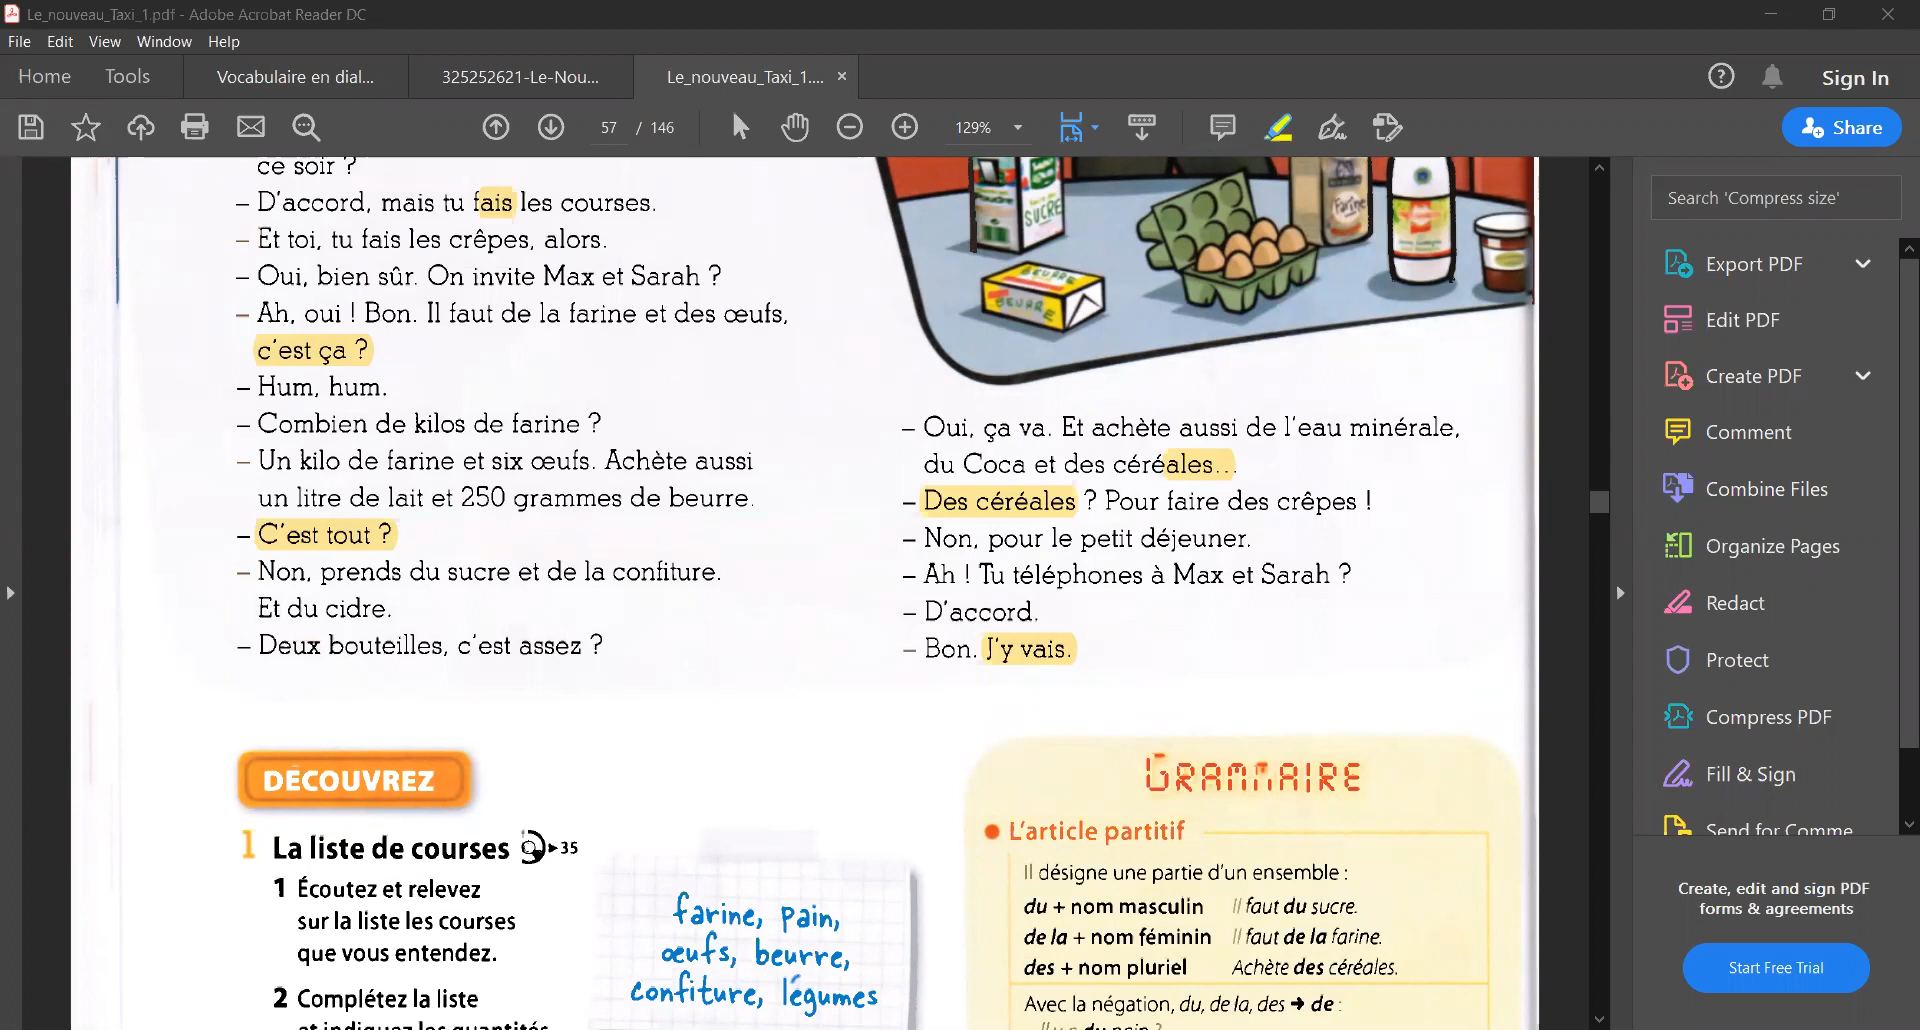 Le_nouveau_Taxi_1.pdf - Adobe Acrobat Reader DC
File Edit View Window Help
Home Tools Vocabulaire en dial... 325252621-Le-Nou... Le_nouveau_Taxi_1.... Sign In
57 / 146 129% Share
ce soir ?
– D'accord, mais tu fais les courses.
– Et toi, tu fais les crêpes, alors.
– Oui, bien sûr. On invite Max et Sarah ?
– Ah, oui ! Bon. Il faut de la farine et des œufs,
c'est ça ?
– Hum, hum.
– Combien de kilos de farine ?
– Un kilo de farine et six œufs. Achète aussi
un litre de lait et 250 grammes de beurre.
– C'est tout ?
– Non, prends du sucre et de la confiture.
Et du cidre.
– Deux bouteilles, c'est assez ?
SUCRE
Farine
BEURRE
BEURRE
– Oui, ça va. Et achète aussi de l'eau minérale,
du Coca et des céréales...
– Des céréales ? Pour faire des crêpes !
– Non, pour le petit déjeuner.
– Ah ! Tu téléphones à Max et Sarah ?
– D'accord.
– Bon. J'y vais.
DÉCOUVREZ
1 La liste de courses ▸35
1 Écoutez et relevez
sur la liste les courses
que vous entendez.
2 Complétez la liste
et indiquez les quantités
farine, pain,
œufs, beurre,
confiture, légumes
GRAMMAIRE
• L'article partitif
Il désigne une partie d'un ensemble :
du + nom masculin Il faut du sucre.
de la + nom féminin Il faut de la farine.
des + nom pluriel Achète des céréales.
Avec la négation, du, de la, des ➜ de :
Search 'Compress size'
Export PDF
Edit PDF
Create PDF
Comment
Combine Files
Organize Pages
Redact
Protect
Compress PDF
Fill & Sign
Send for Comme
Create, edit and sign PDF
forms & agreements
Start Free Trial